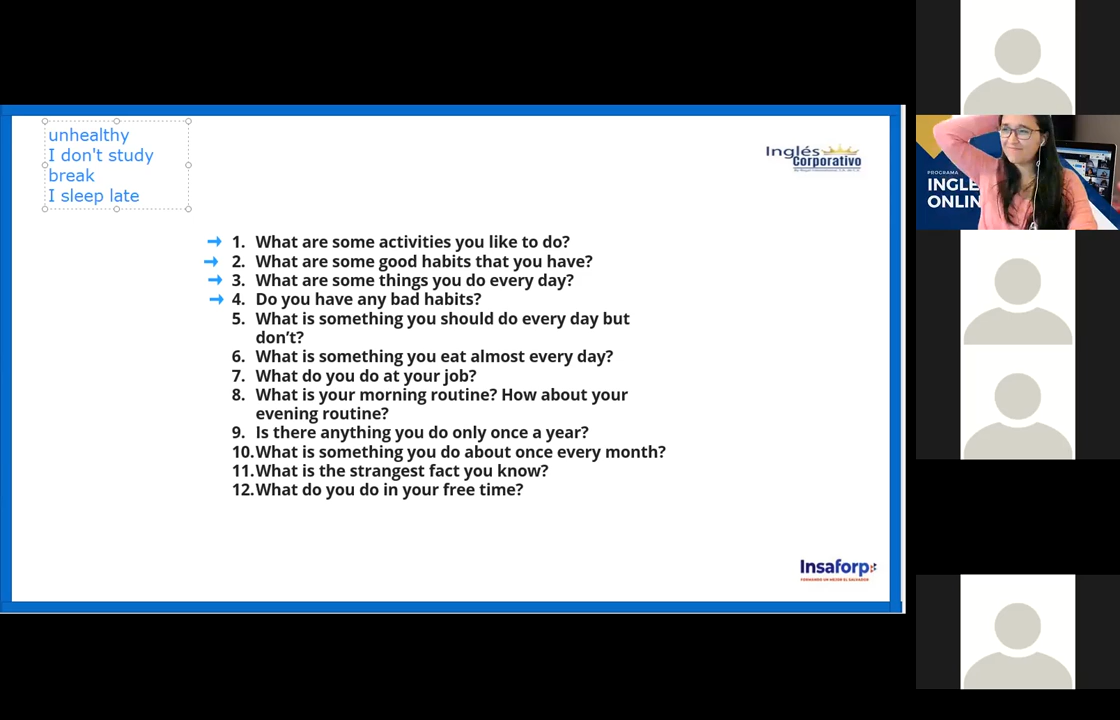 unhealthy
I don't study
break
I sleep late
Inglés
Corporativo
1. What are some activities you like to do?
2. What are some good habits that you have?
3. What are some things you do every day?
4. Do you have any bad habits?
5. What is something you should do every day but
don’t?
6. What is something you eat almost every day?
7. What do you do at your job?
8. What is your morning routine? How about your
evening routine?
9. Is there anything you do only once a year?
10. What is something you do about once every month?
11. What is the strangest fact you know?
12. What do you do in your free time?
Insaforp
FORMANDO UN MEJOR EL SALVADOR
PROGRAMA
INGLE
ONLIN